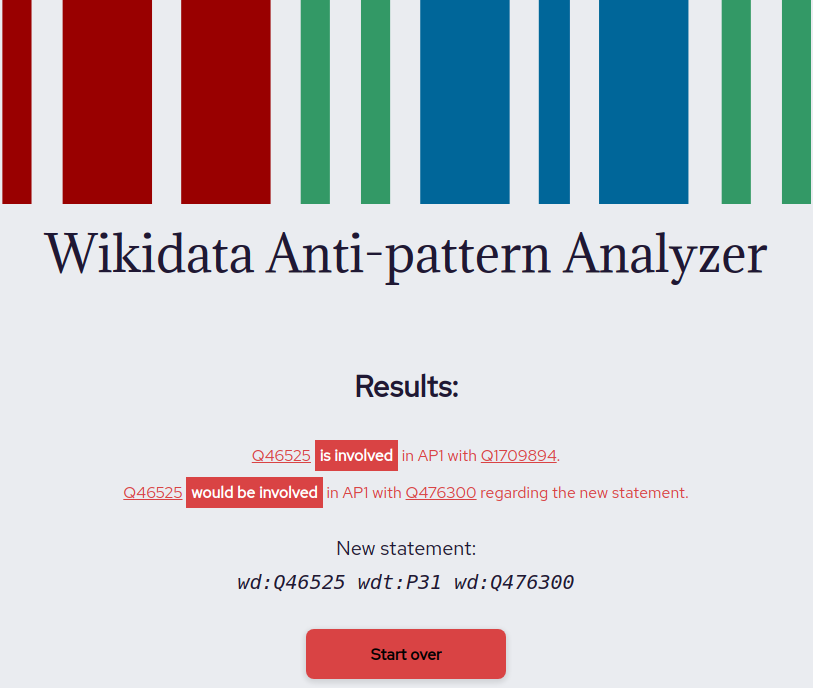 Wikidata Anti-pattern Analyzer
Results:
Q46525 is involved in AP1 with Q1709894.
Q46525 would be involved in AP1 with Q476300 regarding the new statement.
New statement:
wd:Q46525 wdt:P31 wd:Q476300
Start over